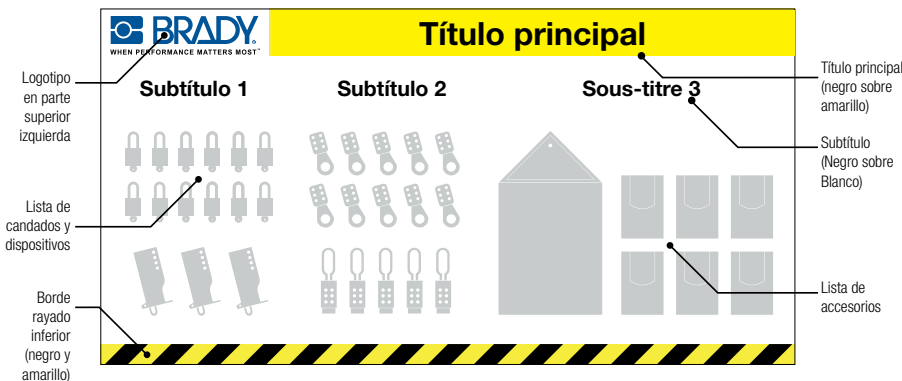 BRADY
WHEN PERFORMANCE MATTERS MOST™
Título principal
Subtítulo 1
Subtítulo 2
Sous-titre 3
Logotipo
en parte
superior
izquierda
Lista de
candados y
dispositivos
Borde
rayado
inferior
(negro y
amarillo)
Título principal
(negro sobre
amarillo)
Subtítulo
(Negro sobre
Blanco)
Lista de
accesorios